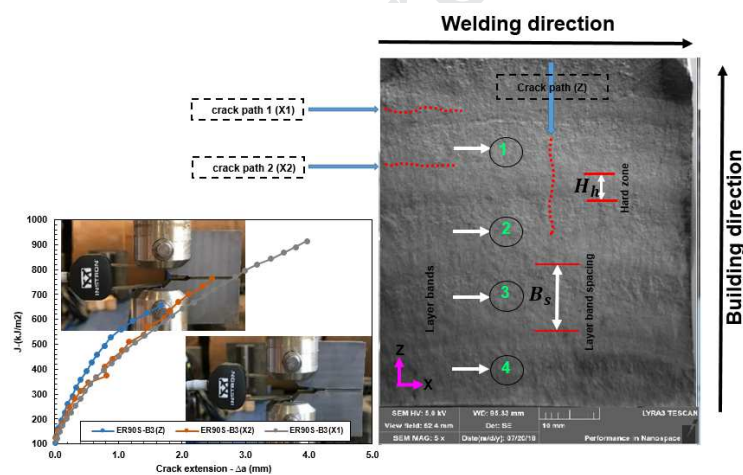 Welding direction
Crack path (Z)
crack path 1 (X1)
crack path 2 (X2)
1
H_h
Hard zone
2
B_s
Layer band spacing
3
Layer bands
4
Z
X
Building direction
SEM HV: 5.0 kV
View field: 62.4 mm
SEM MAG: 5 x
WD: 95.33 mm
Det: SE
Date(m/d/y): 07/20/18
10 mm
LYRA3 TESCAN
Performance in Nanospace
J-(kJ/m2)
1000
900
800
700
600
500
400
300
200
100
INSTRON
INSTRON
ER90S-B3(Z)
ER90S-B3(X2)
ER90S-B3(X1)
0.0
1.0
2.0
3.0
4.0
5.0
Crack extension - Δa (mm)